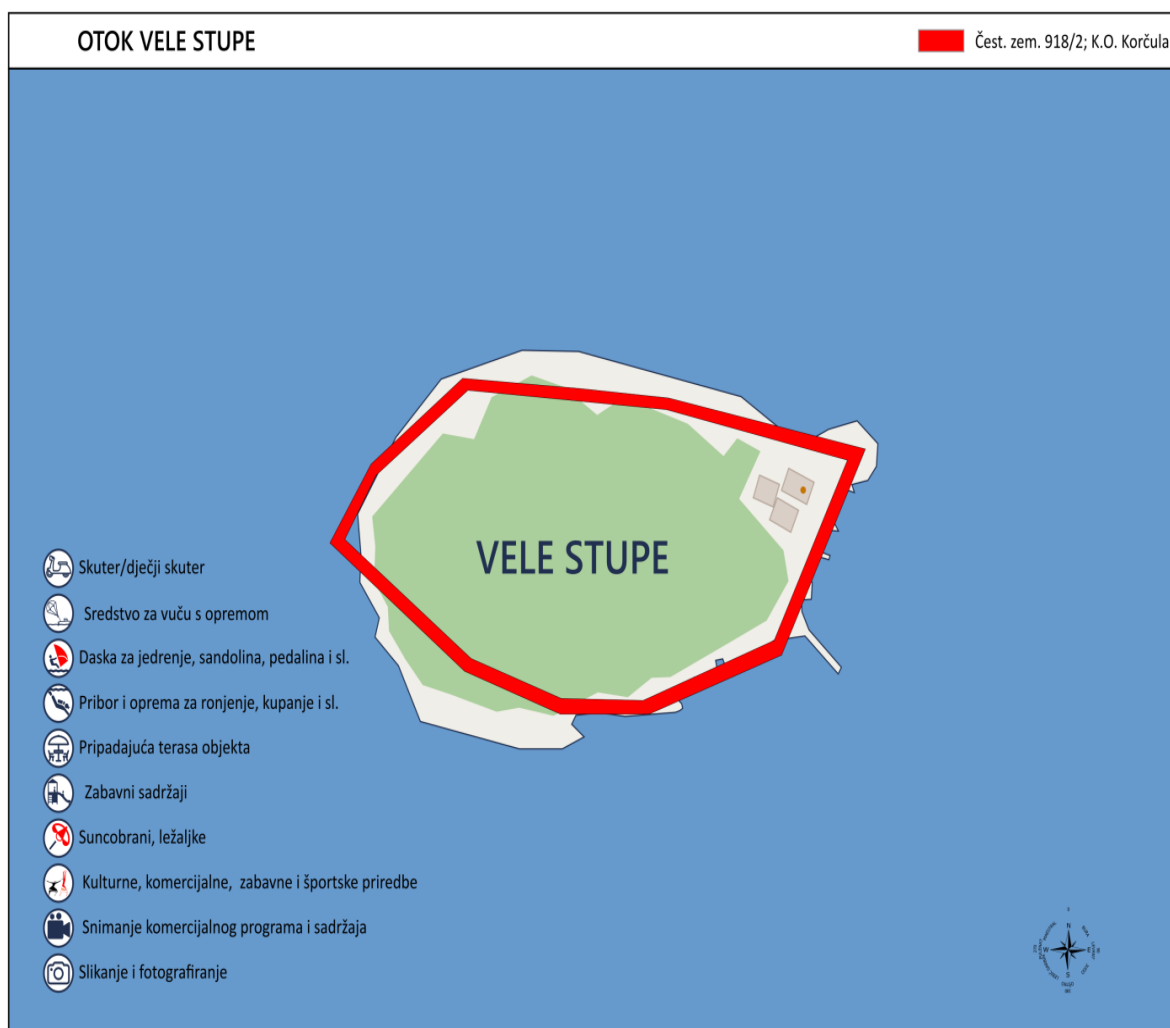 OTOK VELE STUPE
Čest. zem. 918/2; K.O. Korčula
VELE STUPE
Skuter/dječji skuter
Sredstvo za vuču s opremom
Daska za jedrenje, sandolina, pedalina i sl.
Pribor i oprema za ronjenje, kupanje i sl.
Pripadajuća terasa objekta
Zabavni sadržaji
Suncobrani, ležaljke
Kulturne, komercijalne, zabavne i športske priredbe
Snimanje komercijalnog programa i sadržaja
Slikanje i fotografiranje
N
W
E
S